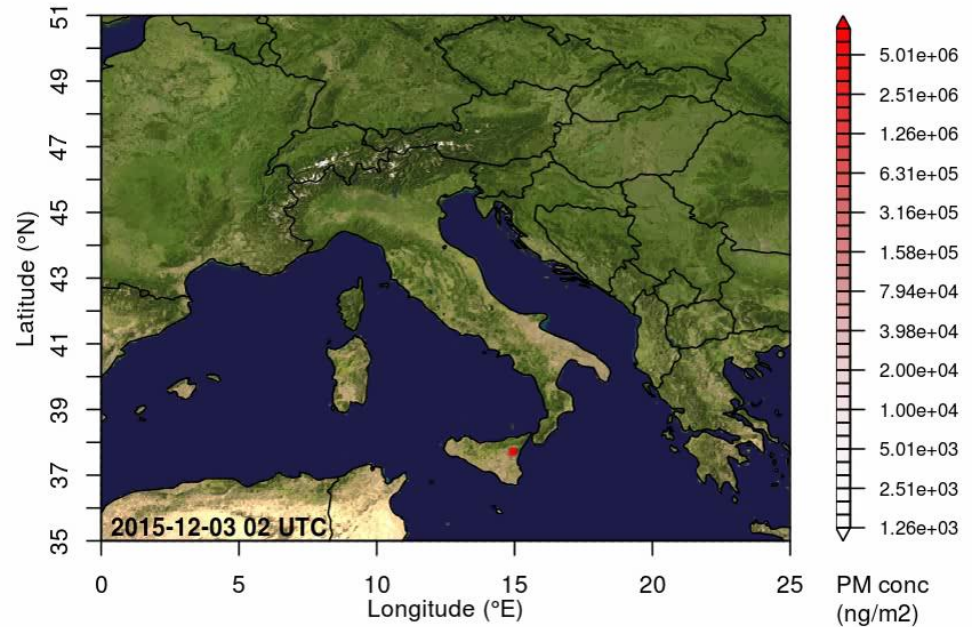 51
49
47
45
43
41
39
37
35
Latitude (°N)
2015-12-03 02 UTC
0
5
10
15
20
25
Longitude (°E)
5.01e+06
2.51e+06
1.26e+06
6.31e+05
3.16e+05
1.58e+05
7.94e+04
3.98e+04
2.00e+04
1.00e+04
5.01e+03
2.51e+03
1.26e+03
PM conc
(ng/m2)